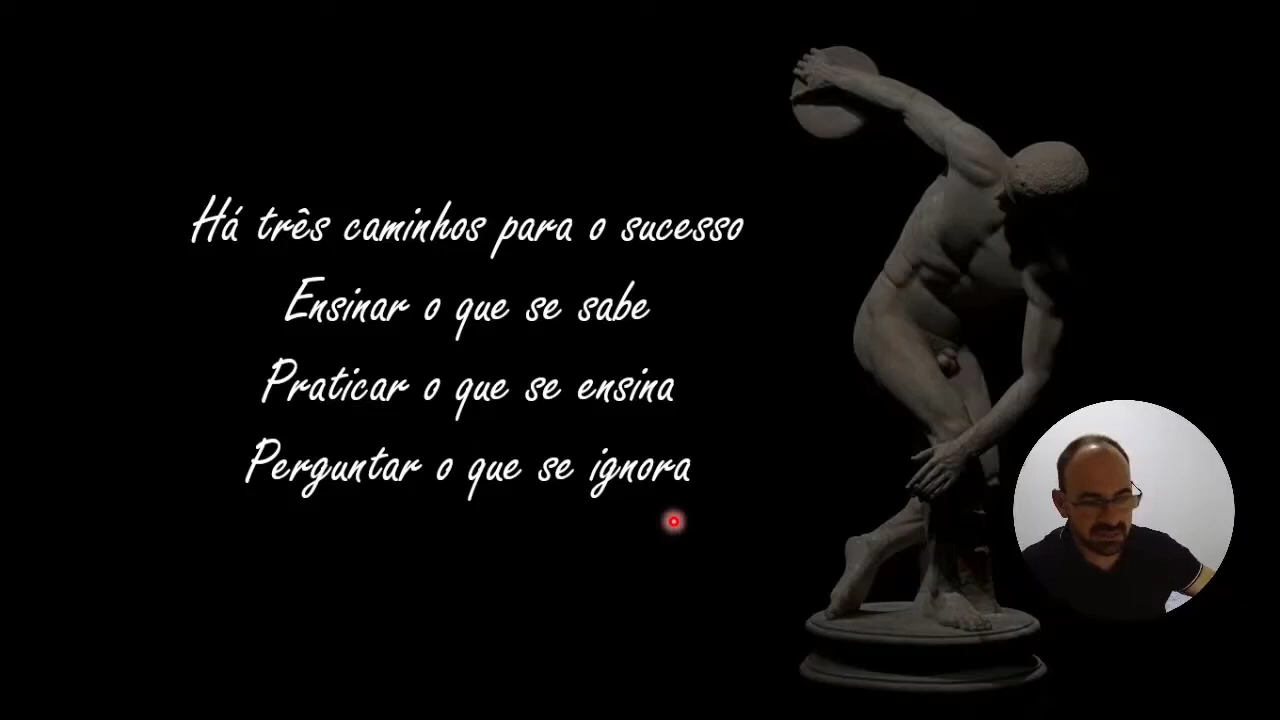 Há três caminhos para o sucesso
Ensinar o que se sabe
Praticar o que se ensina
Perguntar o que se ignora